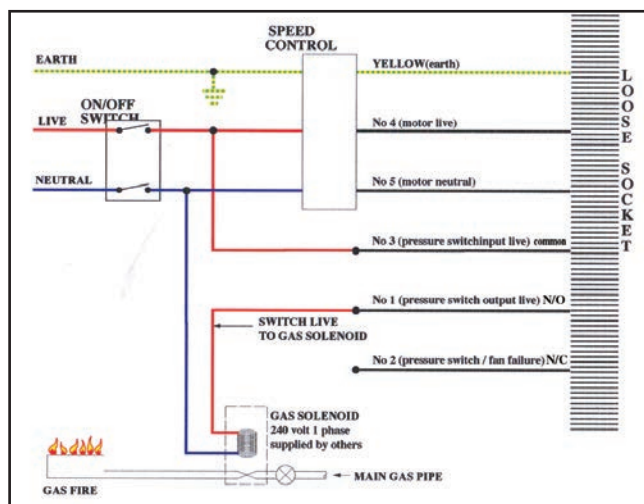 SPEED
CONTROL
EARTH
YELLOW(earth)
ON/OFF
SWITCH
LIVE
No 4 (motor live)
NEUTRAL
No 5 (motor neutral)
No 3 (pressure switchinput live) common
No 1 (pressure switch output live) N/O
SWITCH LIVE
TO GAS SOLENOID
No 2 (pressure switch / fan failure) N/C
GAS SOLENOID
240 volt 1 phase
supplied by others
MAIN GAS PIPE
GAS FIRE
LOOSE SOCKET